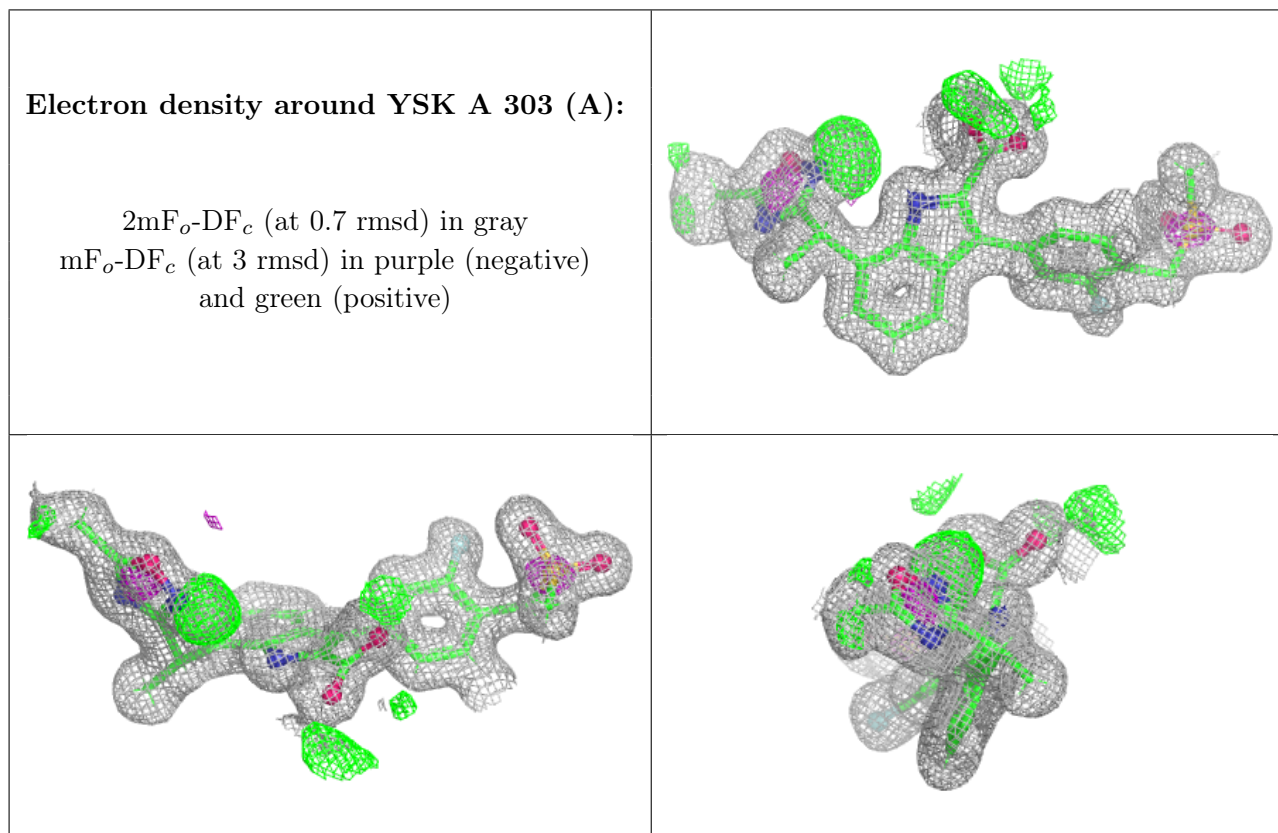 Electron density around YSK A 303 (A):
2mFₒ-DF𝒸 (at 0.7 rmsd) in gray
mFₒ-DF𝒸 (at 3 rmsd) in purple (negative)
and green (positive)